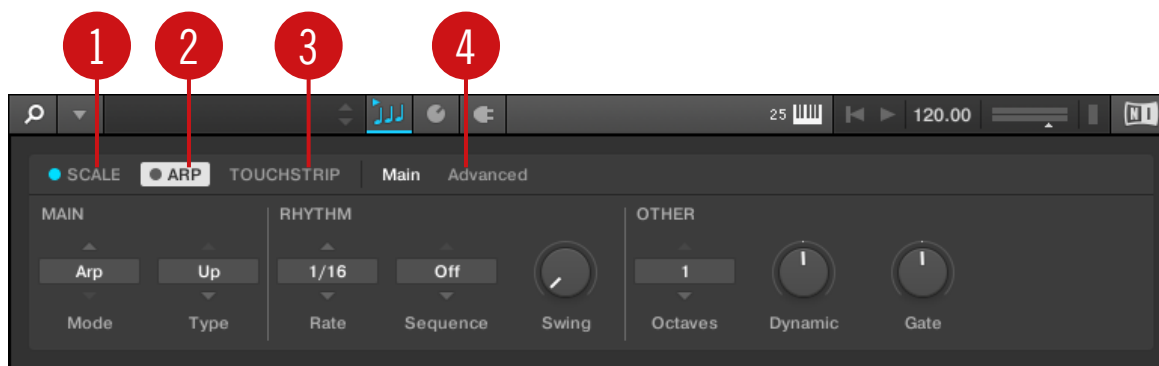 1 2 3 4
25 120.00 NI
SCALE ARP TOUCHSTRIP Main Advanced
MAIN RHYTHM OTHER
Arp Up 1/16 Off 1
Mode Type Rate Sequence Swing Octaves Dynamic Gate